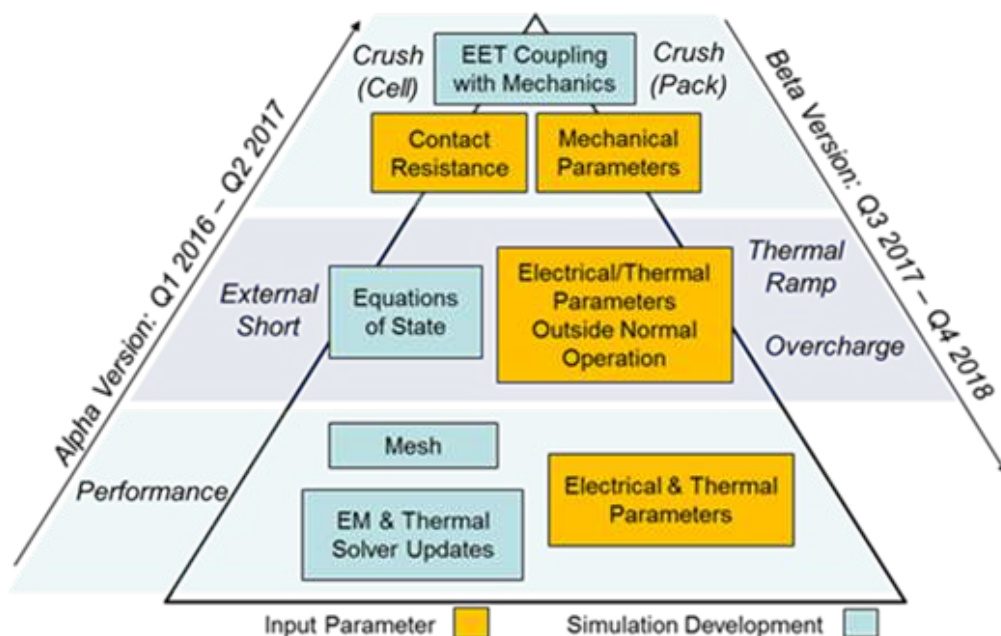 Crush
(Cell)
EET Coupling
with Mechanics
Crush
(Pack)
Contact
Resistance
Mechanical
Parameters
Alpha Version: Q1 2016 – Q2 2017
Beta Version: Q3 2017 – Q4 2018
External
Short
Equations
of State
Electrical/Thermal
Parameters
Outside Normal
Operation
Thermal
Ramp
Overcharge
Performance
Mesh
EM & Thermal
Solver Updates
Electrical & Thermal
Parameters
Input Parameter
Simulation Development